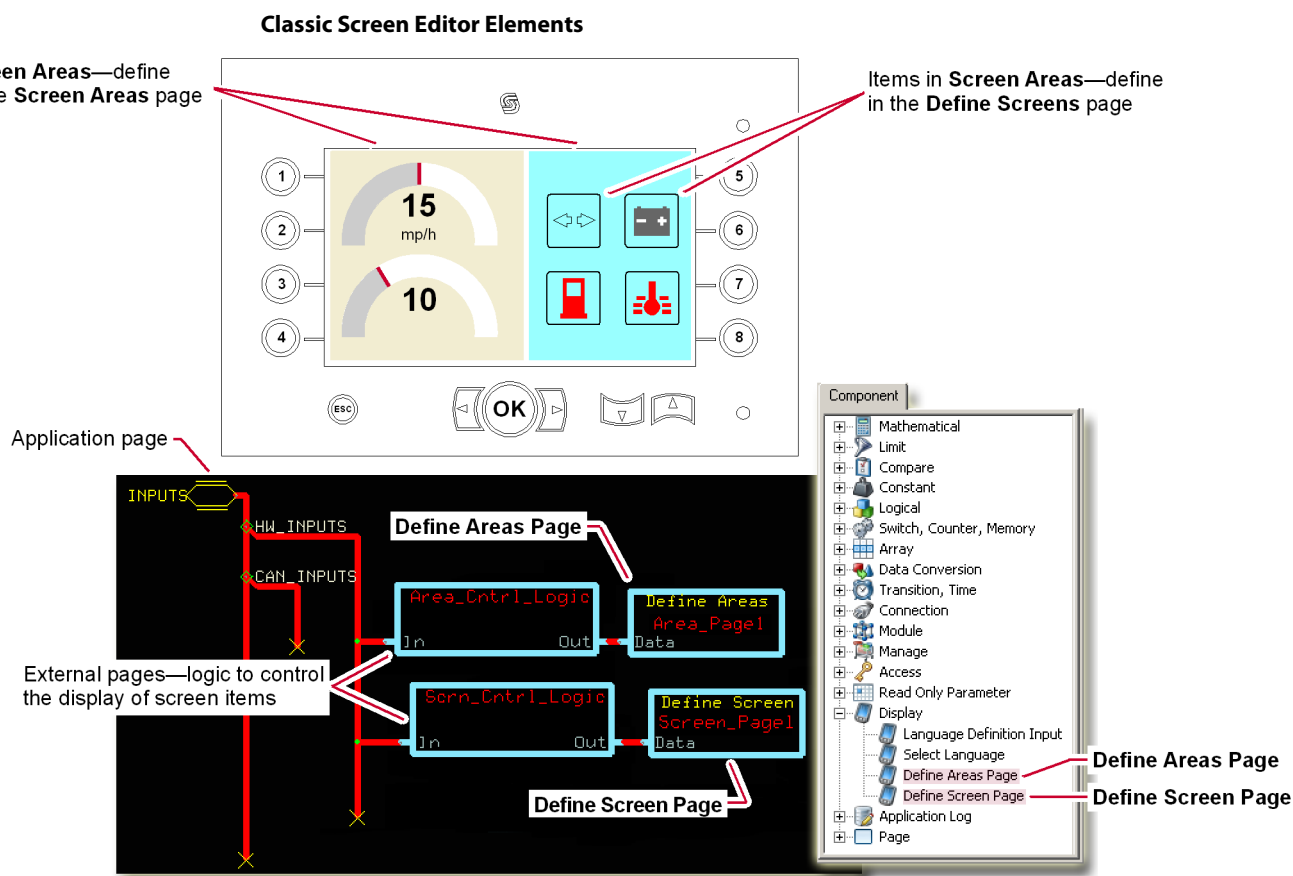 Classic Screen Editor Elements
een Areas—define
e Screen Areas page
Items in Screen Areas—define
in the Define Screens page
1
2
3
4
15
mp/h
10
5
6
7
8
ESC
OK
Application page
INPUTS
HW_INPUTS
CAN_INPUTS
Define Areas Page
Area_Cntrl_Logic
In
Out
Define Areas
Area_Page1
Data
External pages—logic to control
the display of screen items
Scrn_Cntrl_Logic
In
Out
Define Screen
Screen_Page1
Data
Define Screen Page
Component
Mathematical
Limit
Compare
Constant
Logical
Switch, Counter, Memory
Array
Data Conversion
Transition, Time
Connection
Module
Manage
Access
Read Only Parameter
Display
Language Definition Input
Select Language
Define Areas Page
Define Screen Page
Application Log
Page
Define Areas Page
Define Screen Page